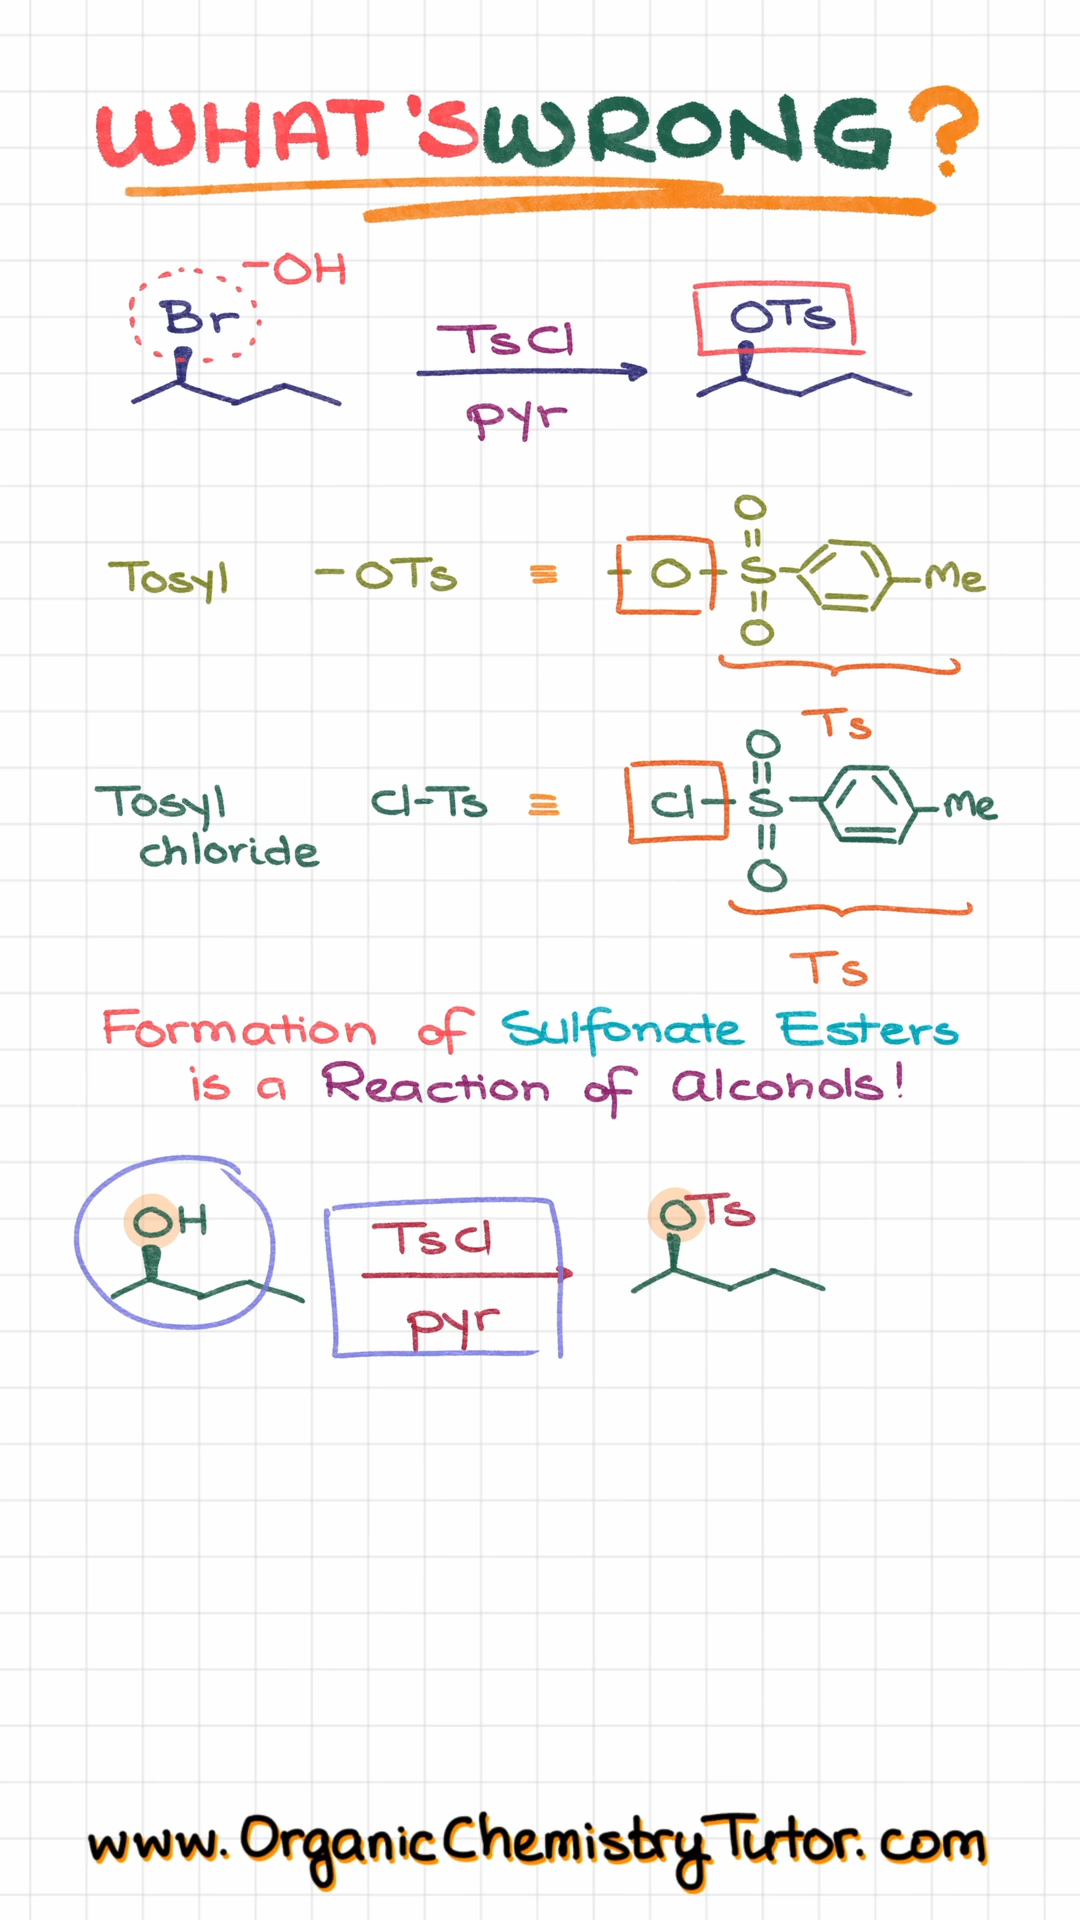 WHAT'S WRONG?
-OH
Br
TsCl
pyr
OTs
Tosyl -OTs ≡ -O-S-Me
O
O
Ts
Tosyl chloride Cl-Ts ≡ Cl-S-Me
O
O
Ts
Formation of Sulfonate Esters
is a Reaction of Alcohols!
OH
TsCl
pyr
OTs
www.OrganicChemistryTutor.com